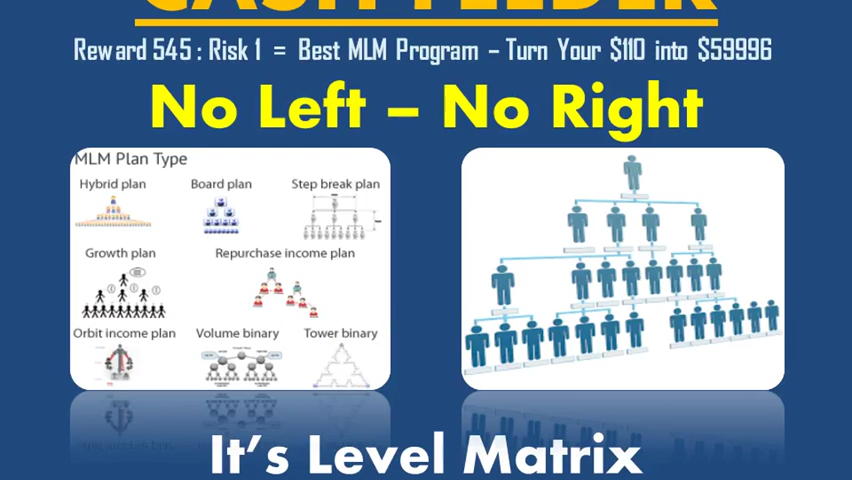 CASH FEEDER
Reward 545 : Risk 1 = Best MLM Program – Turn Your $110 into $59996
No Left – No Right
MLM Plan Type
Hybrid plan
Board plan
Step break plan
Growth plan
Repurchase income plan
Orbit income plan
Volume binary
Tower binary
It's Level Matrix